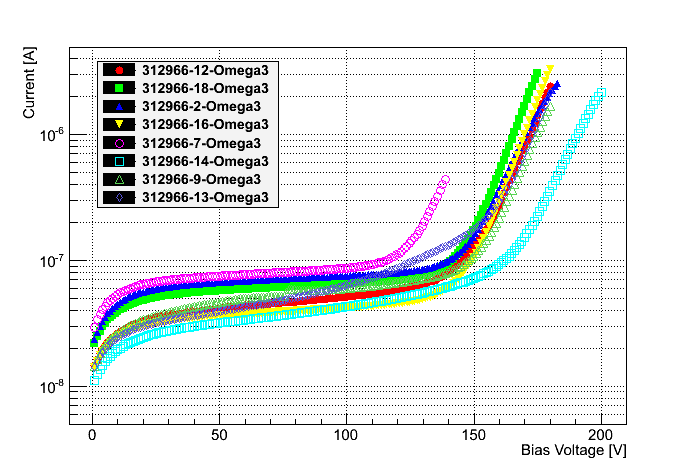 Current [A]
312966-12-Omega3
312966-18-Omega3
312966-2-Omega3
312966-16-Omega3
312966-7-Omega3
312966-14-Omega3
312966-9-Omega3
312966-13-Omega3
10-6
10-7
10-8
0 50 100 150 200
Bias Voltage [V]